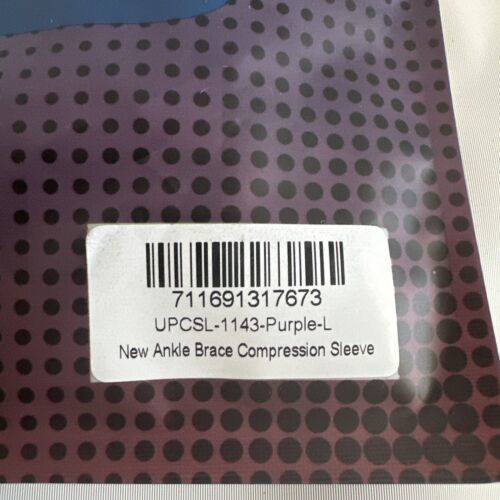 711691317673
UPCSL-1143-Purple-L
New Ankle Brace Compression Sleeve